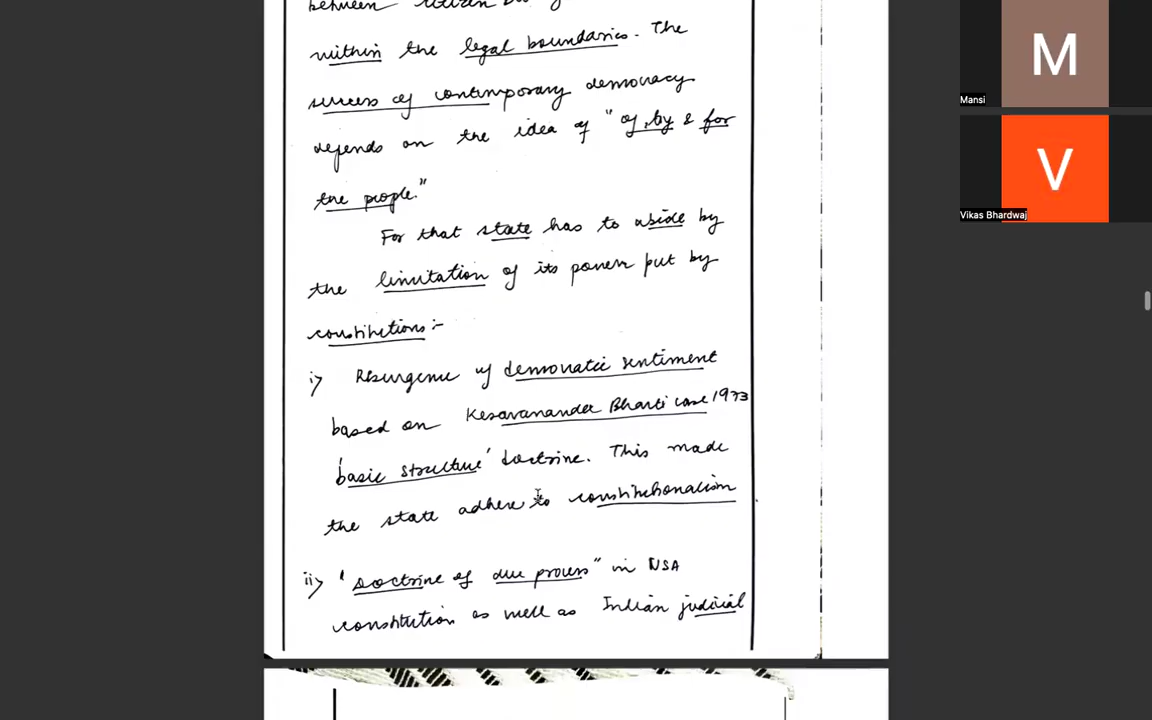 between citizen
within the legal boundaries. The
success of contemporary democracy
depends on the idea of "of, by & for
the people."
For that state has to abide by
the limitation of its power put by
constitutions:-
i) Resurgence of democratic sentiment
based on Kesavanander Bharti case 1973
'basic structure' doctrine. This made
the state adhere to constitutionalism
ii) "Doctrine of due process" in USA
constitution as well as Indian judicial
M
Mansi
V
Vikas Bhardwaj